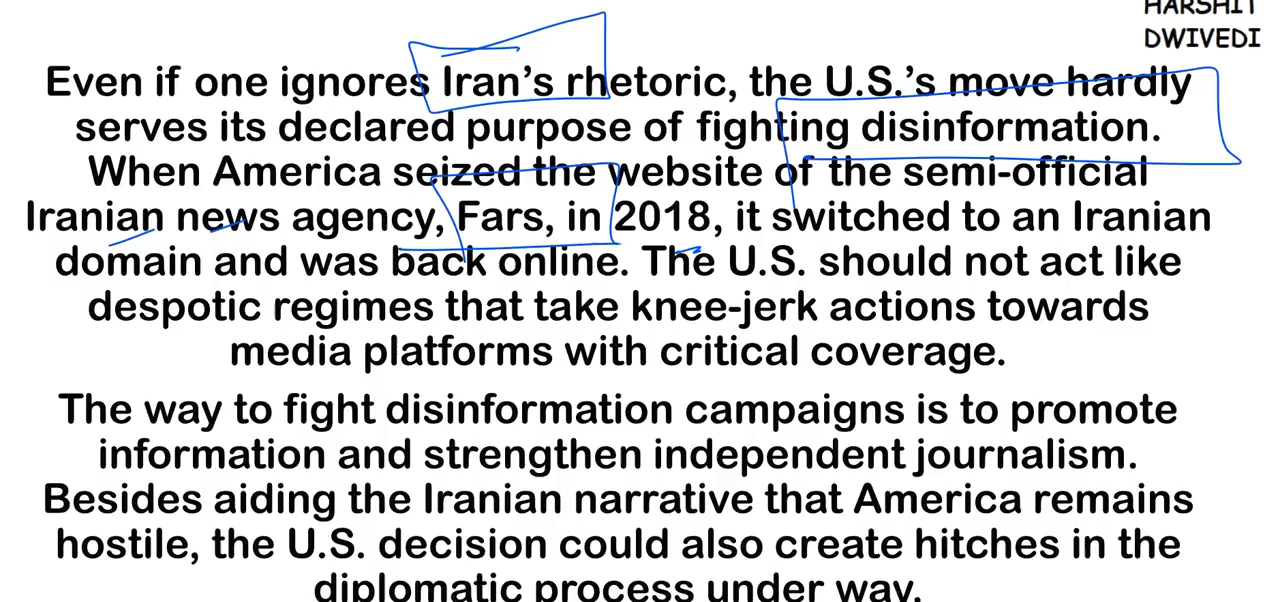 HARSHIT
DWIVEDI
Even if one ignores Iran’s rhetoric, the U.S.’s move hardly
serves its declared purpose of fighting disinformation.
When America seized the website of the semi-official
Iranian news agency, Fars, in 2018, it switched to an Iranian
domain and was back online. The U.S. should not act like
despotic regimes that take knee-jerk actions towards
media platforms with critical coverage.
The way to fight disinformation campaigns is to promote
information and strengthen independent journalism.
Besides aiding the Iranian narrative that America remains
hostile, the U.S. decision could also create hitches in the
diplomatic process under way.